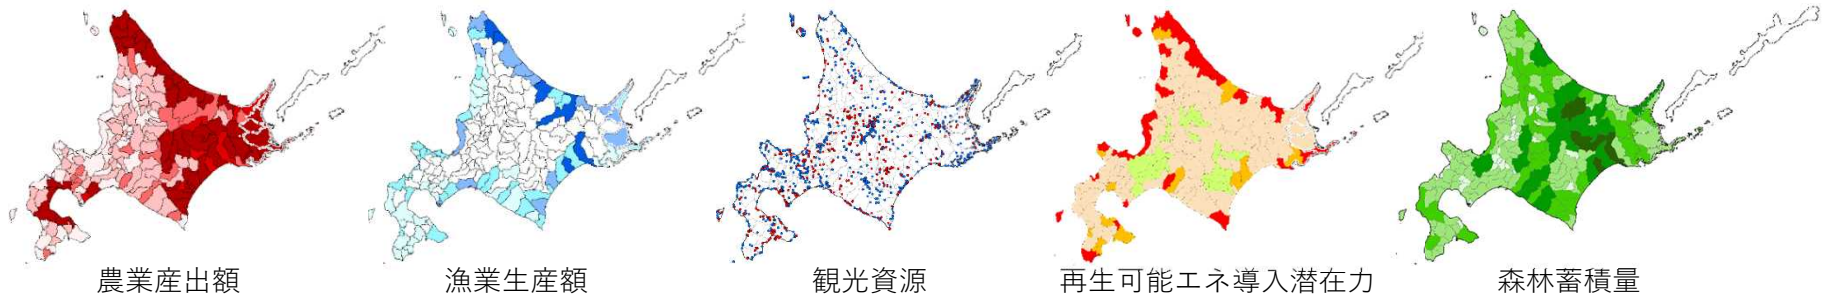 農業産出額
漁業生産額
観光資源
再生可能エネ導入潜在力
森林蓄積量